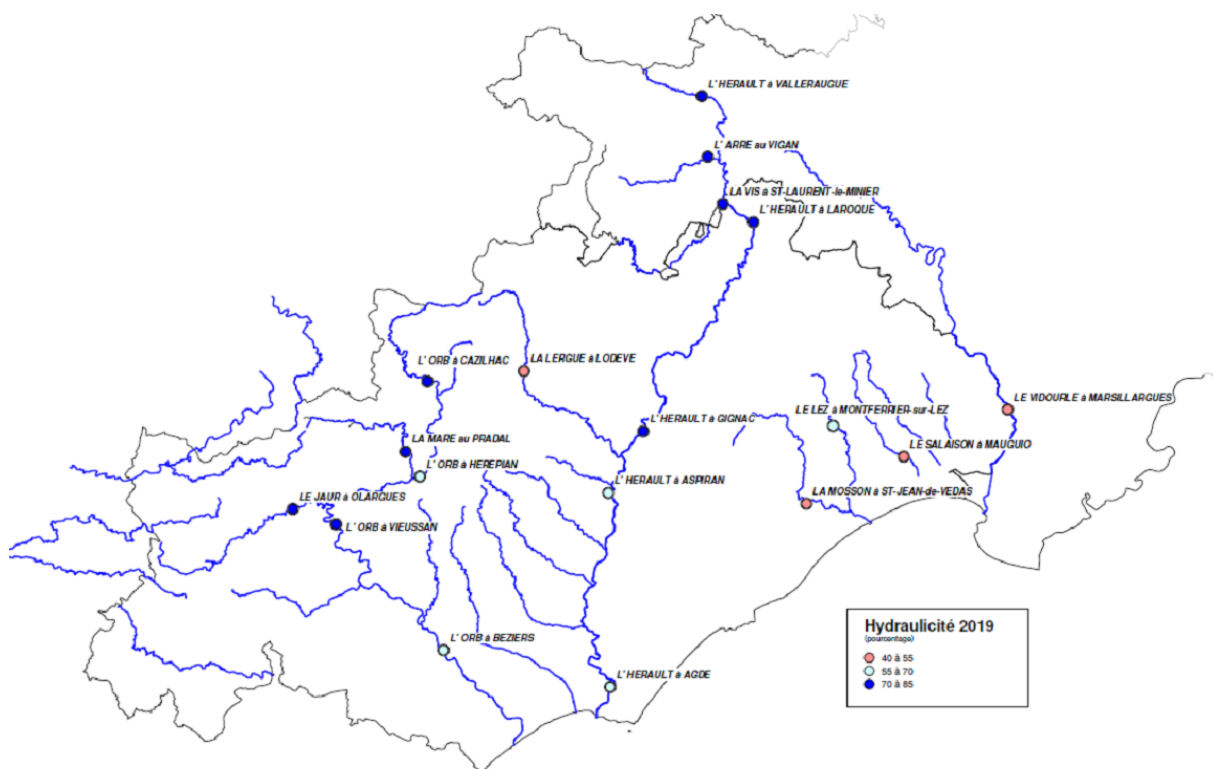 L' HERAULT à VALLERAUGUE
L' ARRE au VIGAN
LA VIS à ST-LAURENT-le-MINIER
L' HERAULT à LAROQUE
L' ORB à CAZILHAC
LA LERGUE à LODEVE
LE VIDOURLE à MARSILLARGUES
LE LEZ à MONTFERRIER-sur-LEZ
L' HERAULT à GIGNAC
LA MARE au PRADAL
LE SALAISON à MAUGUIO
L' ORB à HEREPIAN
L' HERAULT à ASPIRAN
LA MOSSON à ST-JEAN-de-VEDAS
LE JAUR à OLARGUES
L' ORB à VIEUSSAN
L' ORB à BEZIERS
L' HERAULT à AGDE
Hydraulicité 2019
(pourcentage)
40 à 55
55 à 70
70 à 85